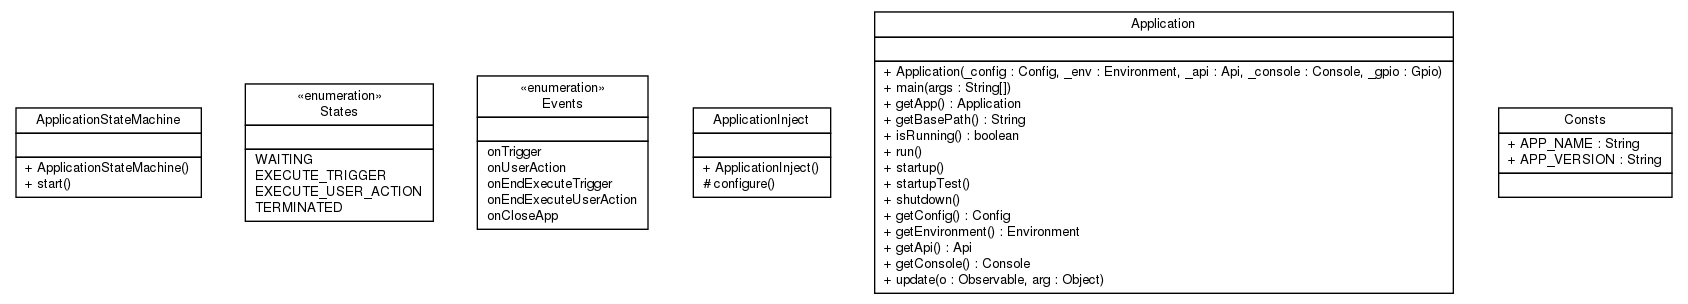 ApplicationStateMachine
+ ApplicationStateMachine()
+ start()
«enumeration»
States
WAITING
EXECUTE_TRIGGER
EXECUTE_USER_ACTION
TERMINATED
«enumeration»
Events
onTrigger
onUserAction
onEndExecuteTrigger
onEndExecuteUserAction
onCloseApp
ApplicationInject
+ ApplicationInject()
# configure()
Application
+ Application(_config : Config, _env : Environment, _api : Api, _console : Console, _gpio : Gpio)
+ main(args : String[])
+ getApp() : Application
+ getBasePath() : String
+ isRunning() : boolean
+ run()
+ startup()
+ startupTest()
+ shutdown()
+ getConfig() : Config
+ getEnvironment() : Environment
+ getApi() : Api
+ getConsole() : Console
+ update(o : Observable, arg : Object)
Consts
+ APP_NAME : String
+ APP_VERSION : String